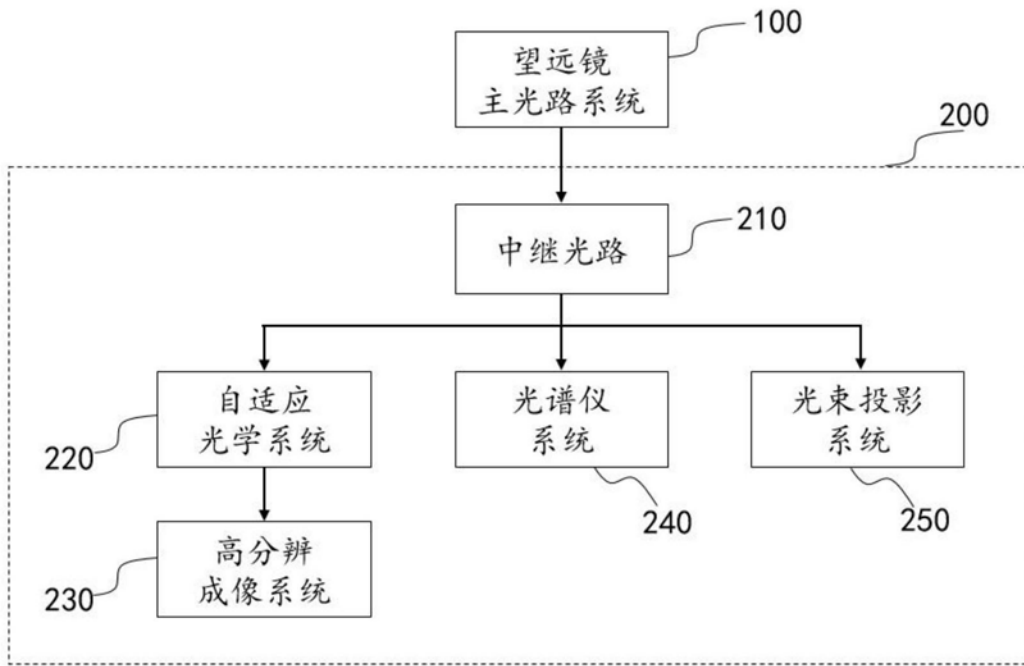 100
望远镜
主光路系统
200
210
中继光路
自适应
光学系统
光谱仪
系统
光束投影
系统
220
240
250
高分辨
成像系统
230